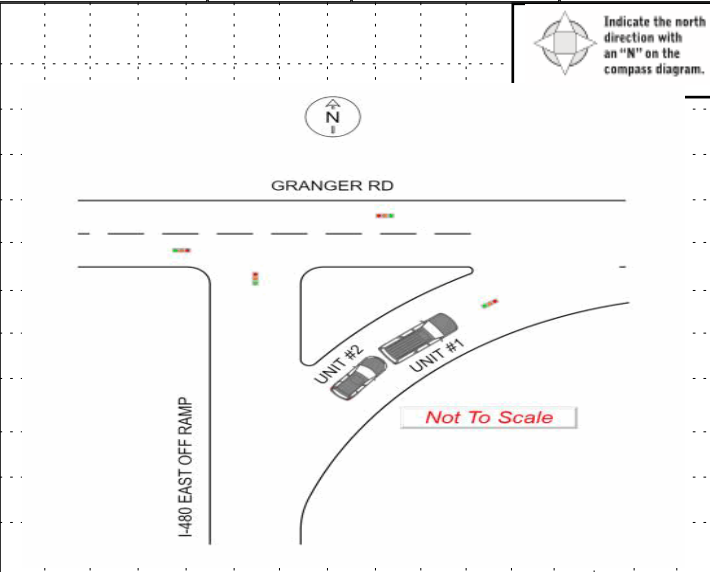 Indicate the north
direction with
an “N” on the
compass diagram.
N
GRANGER RD
UNIT #2
UNIT #1
Not To Scale
I-480 EAST OFF RAMP